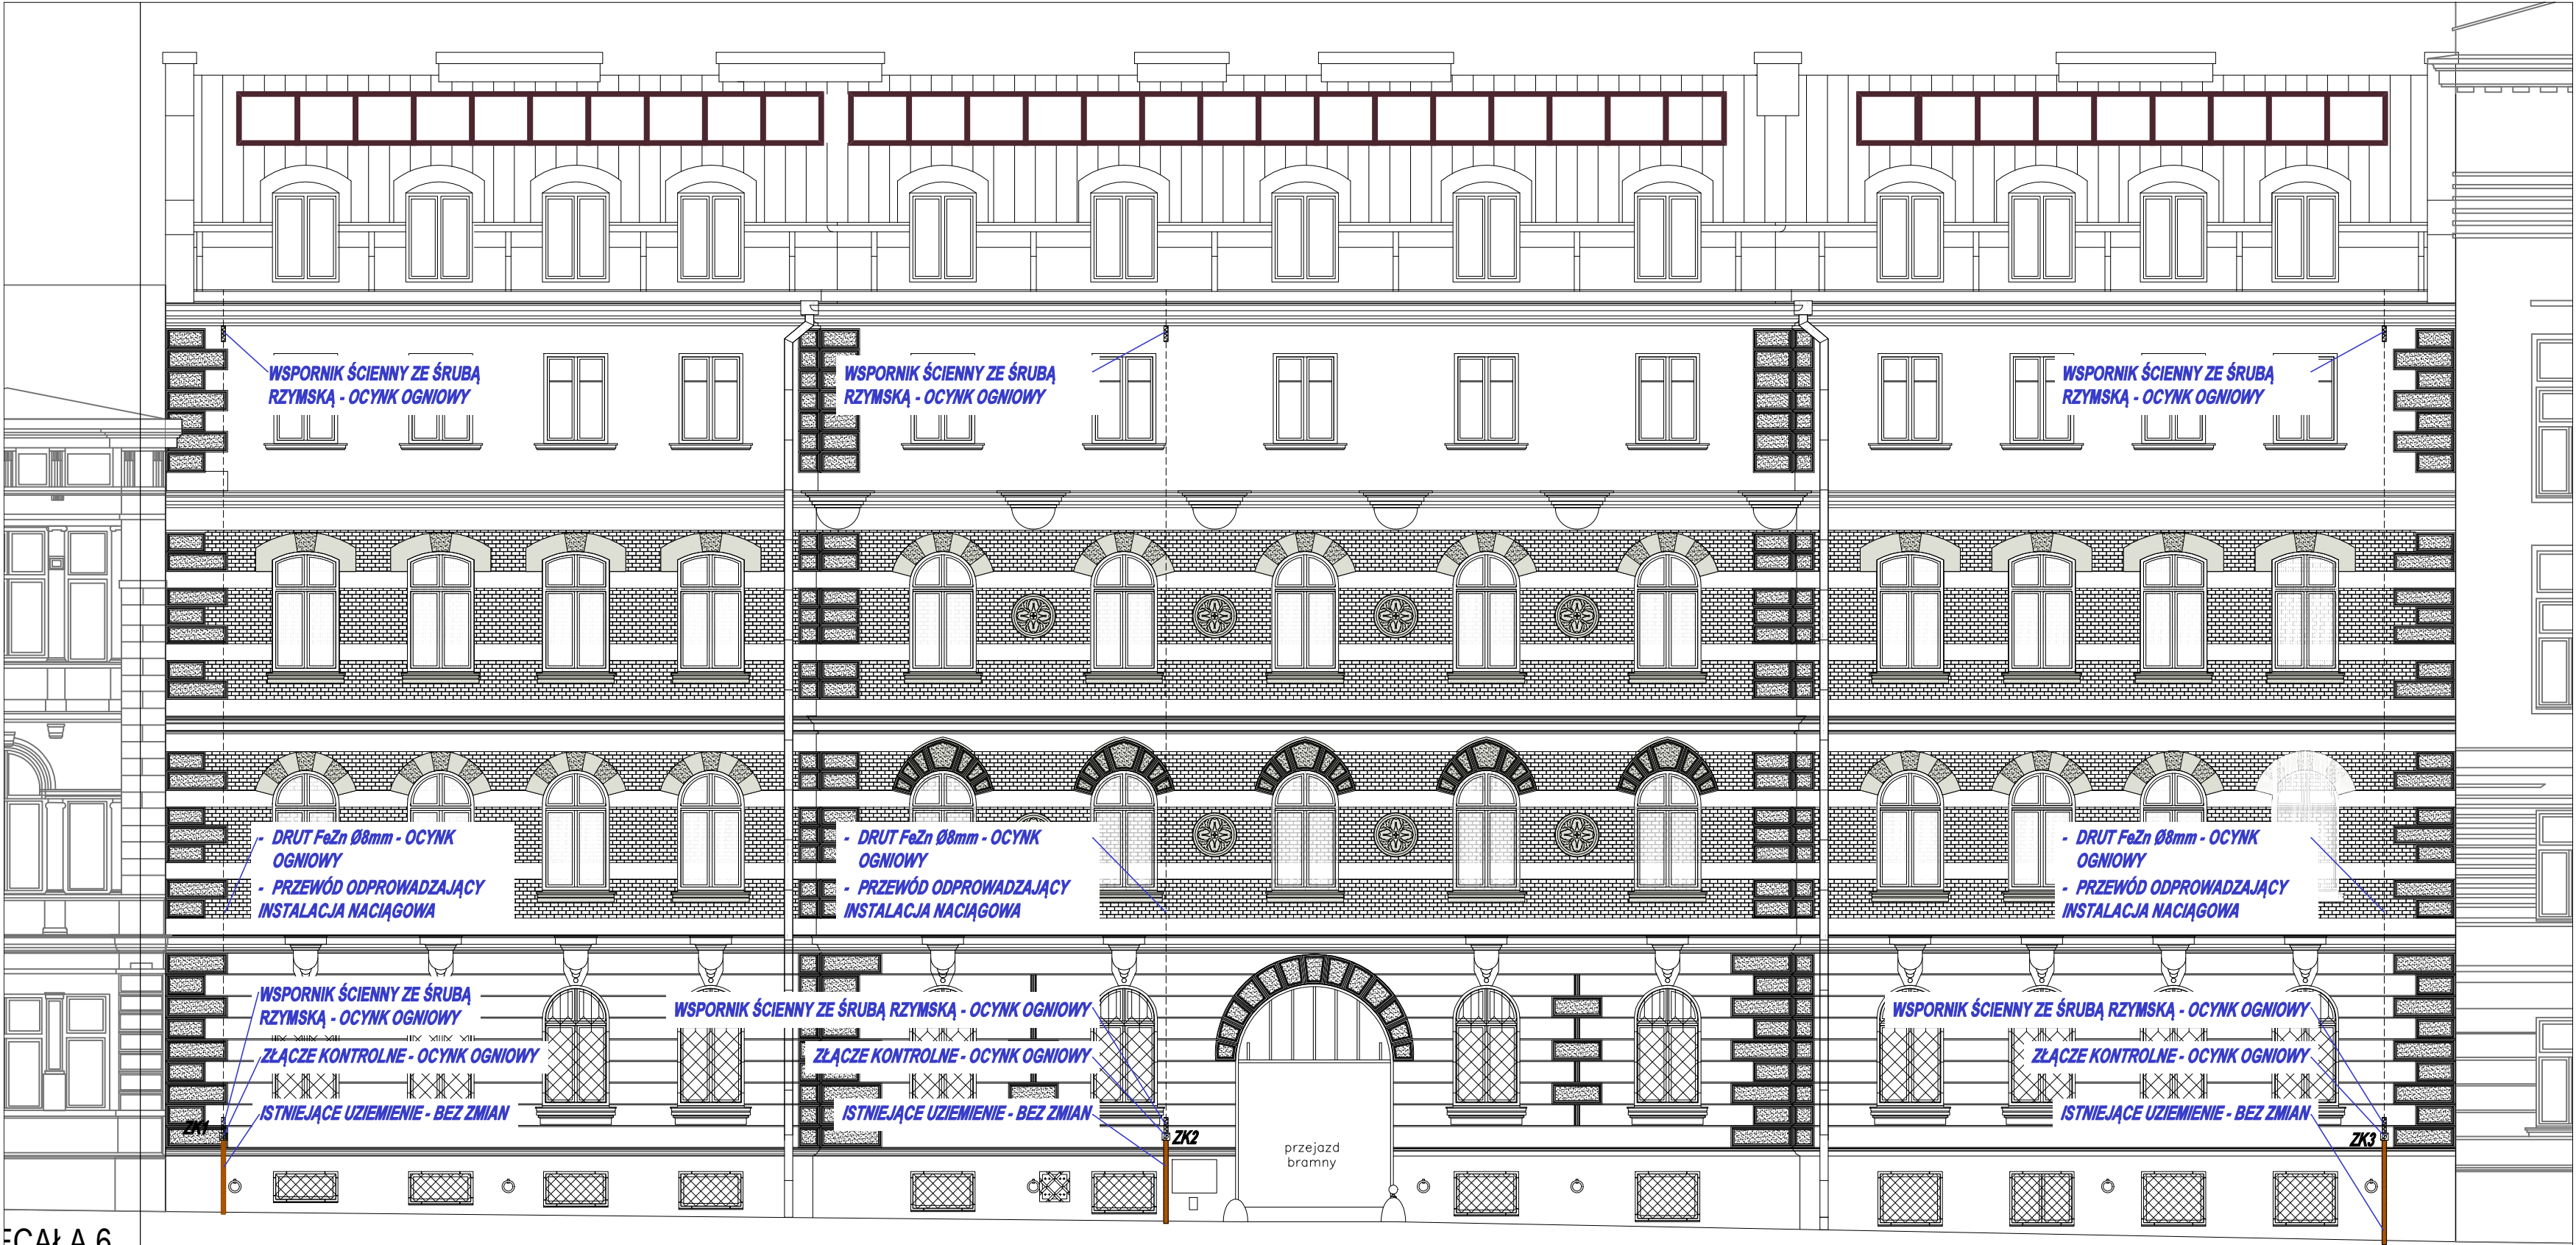 WSPORNIK ŚCIENNY ZE ŚRUBĄ
RZYMSKĄ - OCYNK OGNIOWY
WSPORNIK ŚCIENNY ZE ŚRUBĄ
RZYMSKĄ - OCYNK OGNIOWY
WSPORNIK ŚCIENNY ZE ŚRUBĄ
RZYMSKĄ - OCYNK OGNIOWY
- DRUT FeZn Ø8mm - OCYNK
OGNIOWY
- PRZEWÓD ODPROWADZAJĄCY
INSTALACJA NACIĄGOWA
- DRUT FeZn Ø8mm - OCYNK
OGNIOWY
- PRZEWÓD ODPROWADZAJĄCY
INSTALACJA NACIĄGOWA
- DRUT FeZn Ø8mm - OCYNK
OGNIOWY
- PRZEWÓD ODPROWADZAJĄCY
INSTALACJA NACIĄGOWA
WSPORNIK ŚCIENNY ZE ŚRUBĄ
RZYMSKĄ - OCYNK OGNIOWY
ZŁĄCZE KONTROLNE - OCYNK OGNIOWY
ISTNIEJĄCE UZIEMIENIE - BEZ ZMIAN
ZK1
WSPORNIK ŚCIENNY ZE ŚRUBĄ RZYMSKĄ - OCYNK OGNIOWY
ZŁĄCZE KONTROLNE - OCYNK OGNIOWY
ISTNIEJĄCE UZIEMIENIE - BEZ ZMIAN
ZK2
przejazd
bramny
WSPORNIK ŚCIENNY ZE ŚRUBĄ RZYMSKĄ - OCYNK OGNIOWY
ZŁĄCZE KONTROLNE - OCYNK OGNIOWY
ISTNIEJĄCE UZIEMIENIE - BEZ ZMIAN
ZK3
6